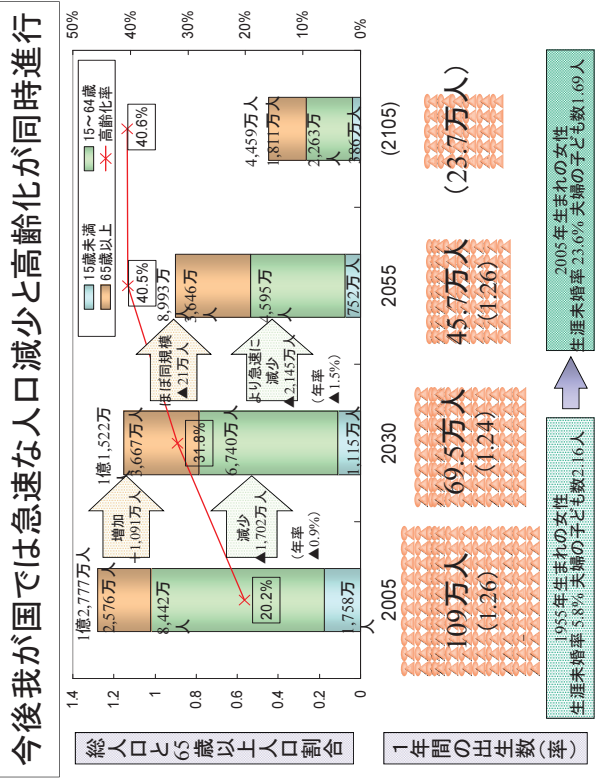 今後我が国では急速な人口減少と高齢化が同時進行
総人口と65歳以上人口割合
1.4
1.2
1
0.8
0.6
0.4
0.2
0
50%
40%
30%
20%
10%
0%
15歳未満
15～64歳
65歳以上
高齢化率
1億2,777万人
2,576万人
8,442万
人
20.2%
1,758万
人
2005
増加
+1,091万人
減少
▲1,702万人
(年率
▲0.9%)
1億1,522万
人
3,667万人
31.8%
6,740万人
1,115万人
2030
ほぼ同規模
▲21万人
より急速に
減少
▲2,145万人
(年率
▲1.5%)
40.5%
8,993万
人
3,646万
人
4,595万
人
752万人
2055
40.6%
4,459万人
1,811万人
2,263万
人
386万人
(2105)
1年間の出生数(率)
109万人
(1.26)
69.5万人
(1.24)
45.7万人
(1.26)
(23.7万人)
1955年生まれの女性
生涯未婚率 5.8% 夫婦の子ども数2.16人
2005年生まれの女性
生涯未婚率 23.6% 夫婦の子ども数1.69人